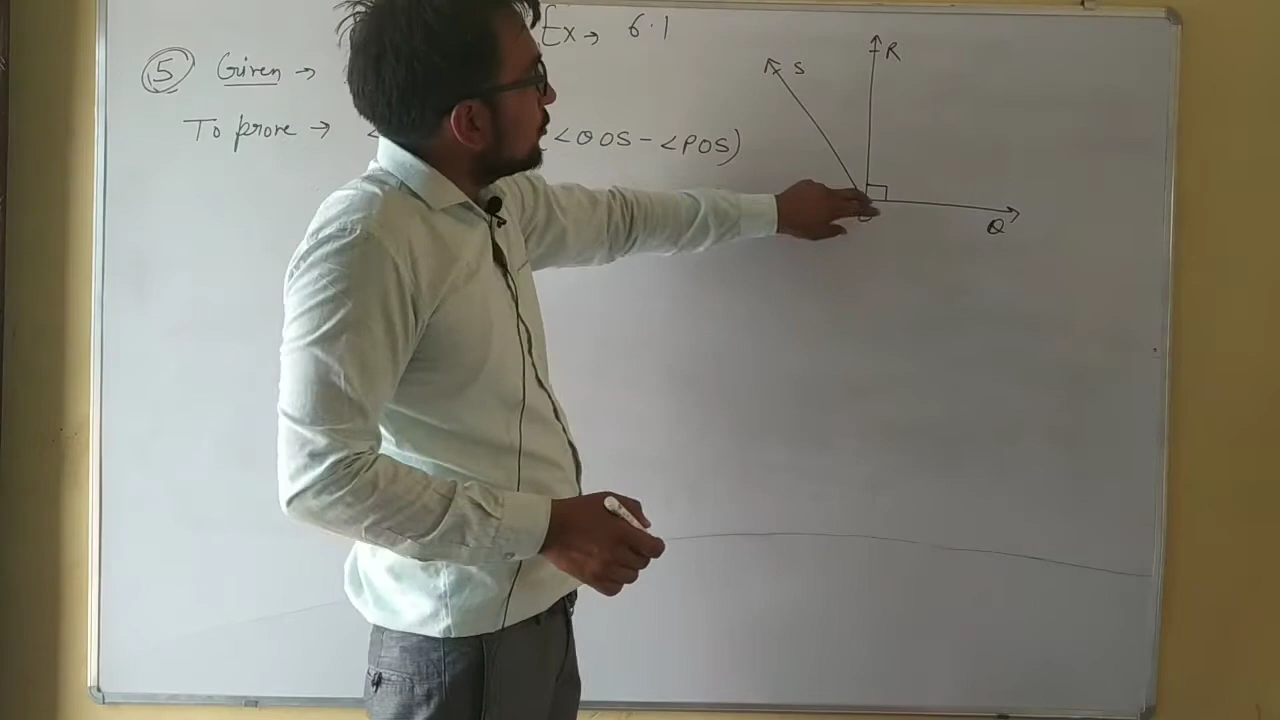 Ex → 6.1
5 Given →
To prove → <QOS - <POS)
S
R
Q